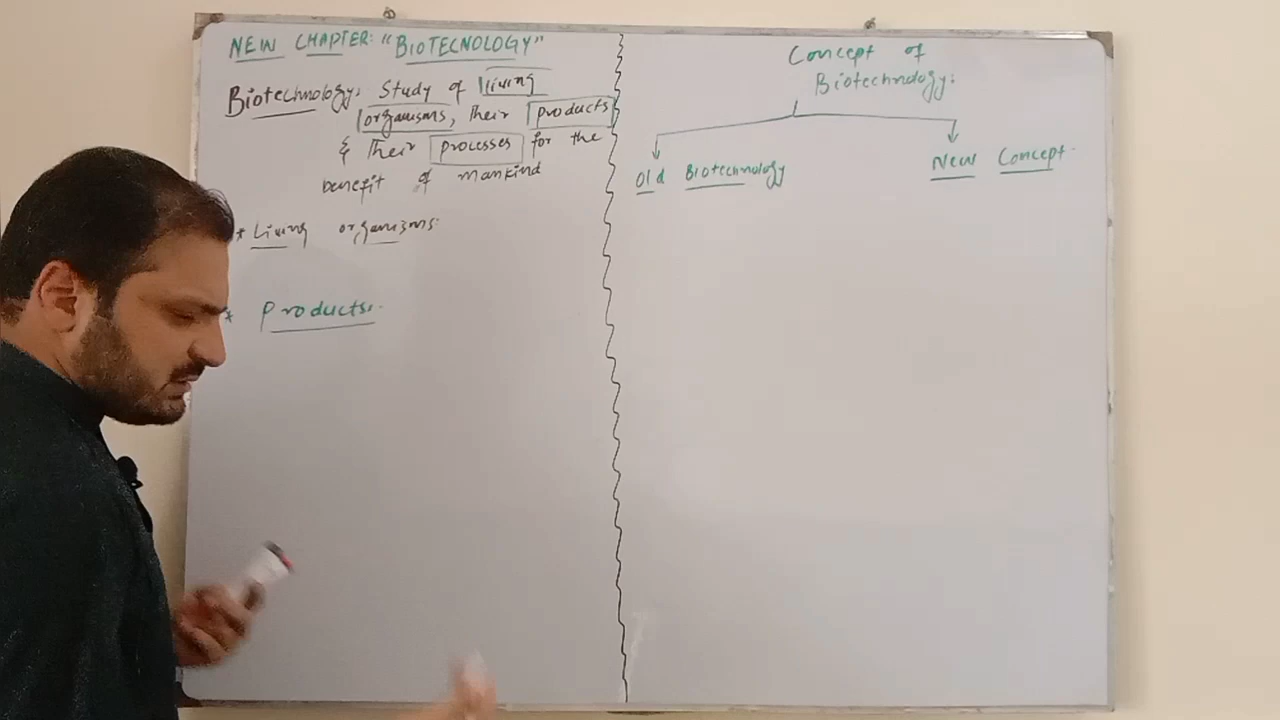 NEW CHAPTER: "BIOTECNOLOGY"
Biotechnology: Study of living
organisms, Their products
& Their processes for the
benefit of mankind
* Living organisms:
* Products:
Concept of
Biotechnology:
Old Biotechnology
New Concept